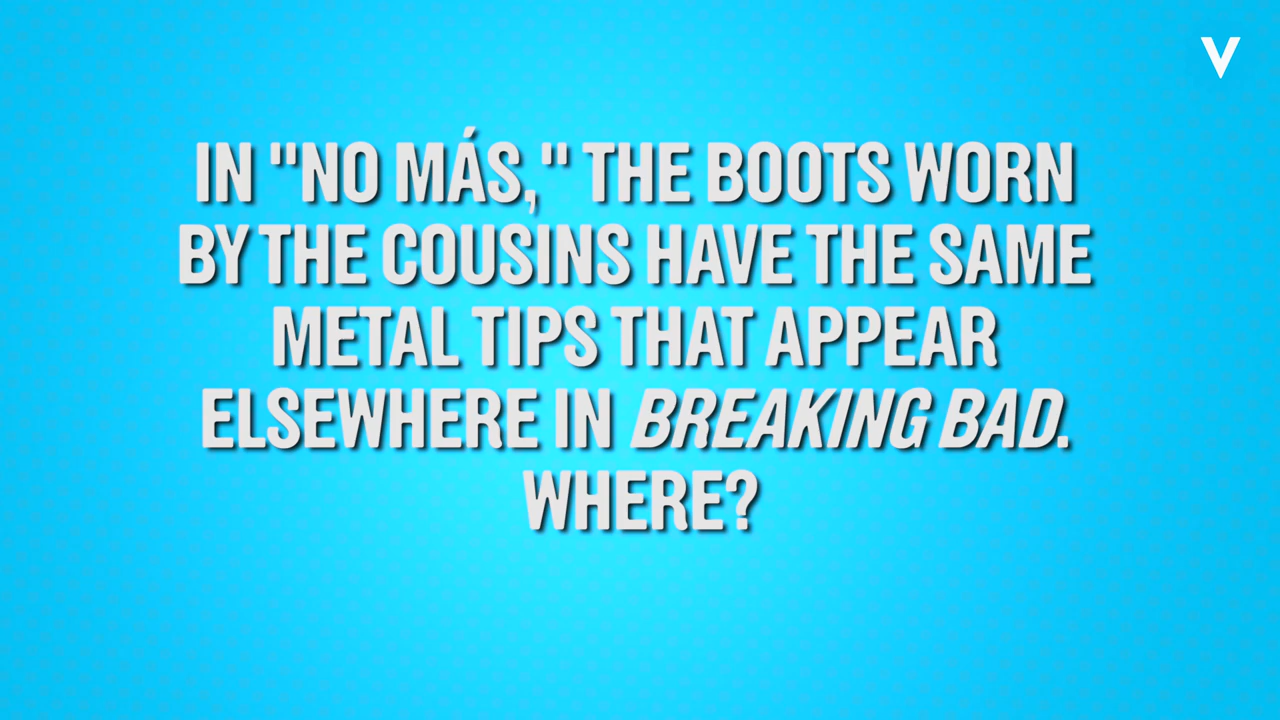 V
IN "NO MÁS," THE BOOTS WORN
BY THE COUSINS HAVE THE SAME
METAL TIPS THAT APPEAR
ELSEWHERE IN BREAKING BAD.
WHERE?